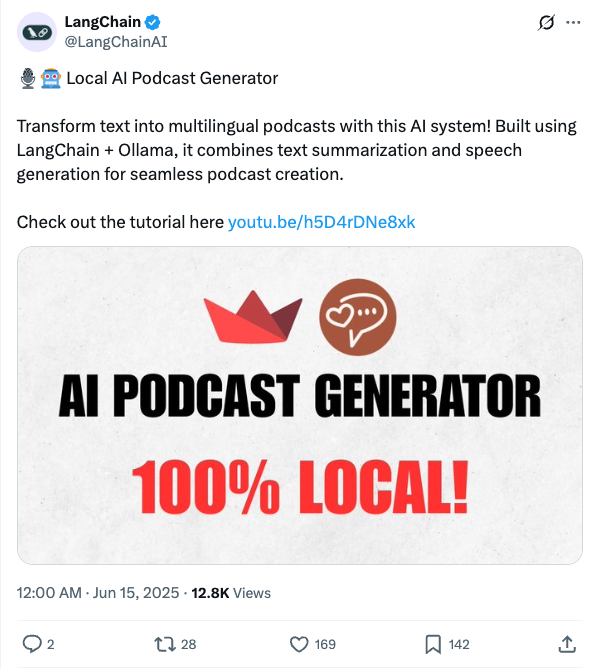 LangChain
@LangChainAI
🎙️🤖 Local AI Podcast Generator
Transform text into multilingual podcasts with this AI system! Built using
LangChain + Ollama, it combines text summarization and speech
generation for seamless podcast creation.
Check out the tutorial here youtu.be/h5D4rDNe8xk
AI PODCAST GENERATOR
100% LOCAL!
12:00 AM · Jun 15, 2025 · 12.8K Views
2 28 169 142